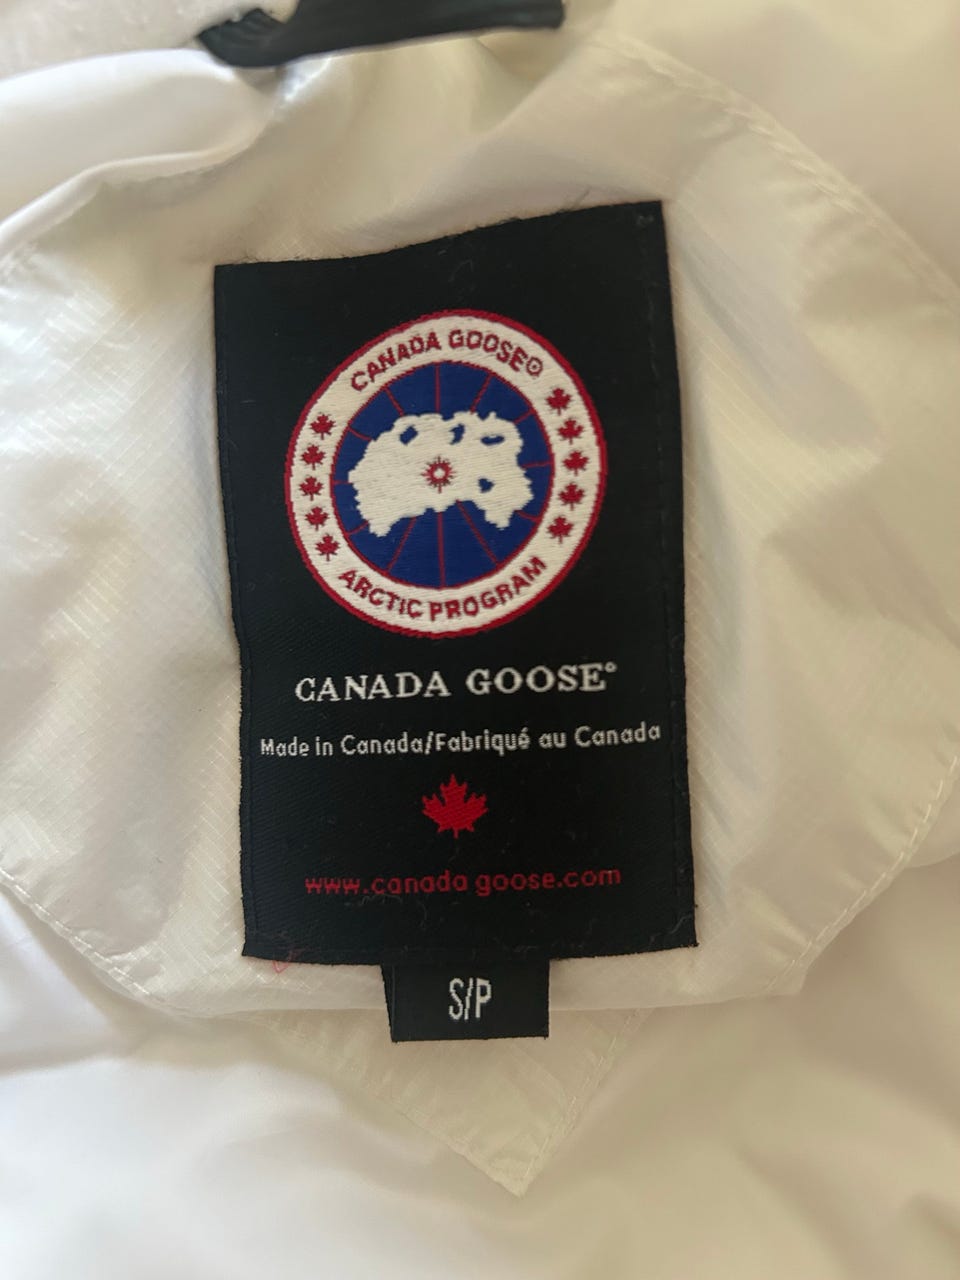 CANADA GOOSE®
ARCTIC PROGRAM
CANADA GOOSE®
Made in Canada/Fabriqué au Canada
www.canada goose.com
S/P